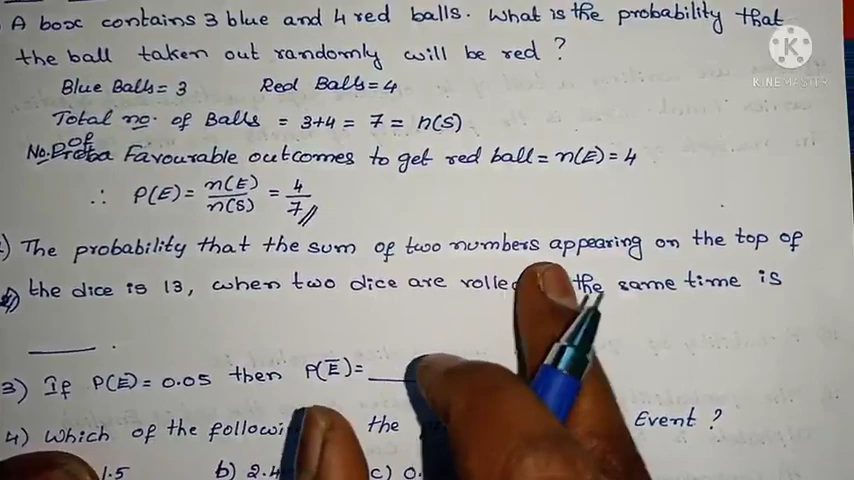 A box contains 3 blue and 4 red balls. What is the probability that
the ball taken out randomly will be red ?
Blue Balls = 3 Red Balls = 4
Total no. of Balls = 3+4 = 7 = n(S)
No. of Favourable outcomes to get red ball = n(E) = 4
∴ P(E) = n(E)/n(S) = 4/7 //
The probability that the sum of two numbers appearing on the top of
the dice is 13, when two dice are rolled the same time is
______ .
3) If P(E) = 0.05 then P(E̅) = ____
4) Which of the the Event ?
1.5 b) 2.4 c) 0.
K
KINEMASTER